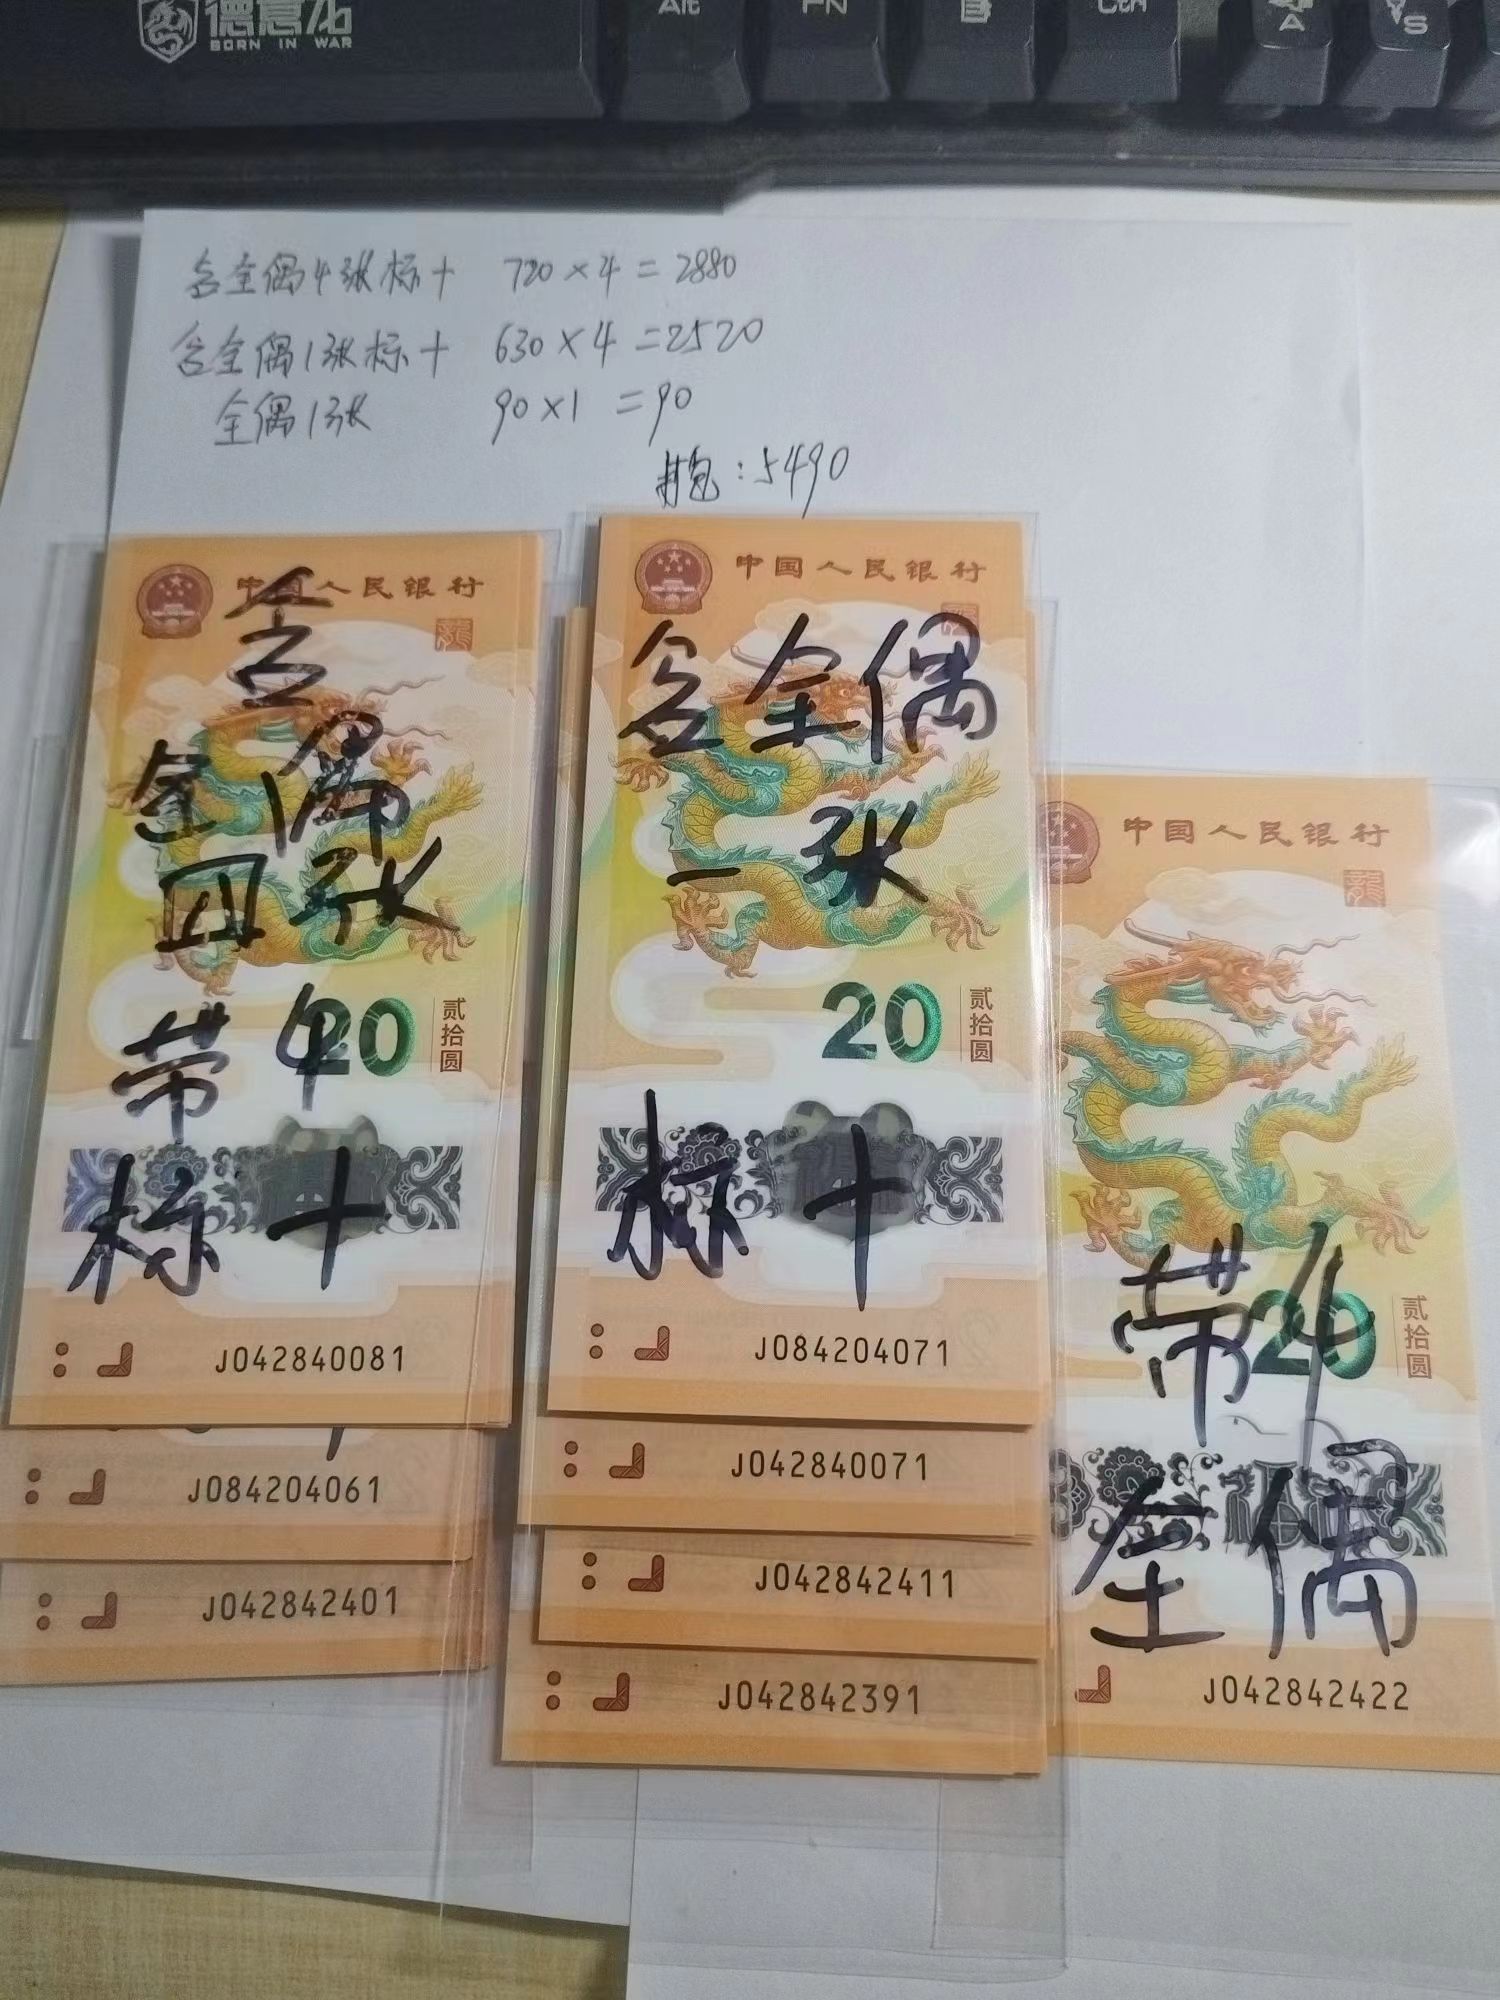 德意龙
BORN IN WAR
Alt
FN
Ctrl
A
S
含全偶4张标十 720×4=2880
含全偶1张标十 630×4=2520
全偶1张 90×1=90
包:5490
中国人民银行
含
全偶
四张
20
贰拾圆
带4
标十
J042840081
J084204061
J042842401
中国人民银行
含全偶
一张
20
贰拾圆
标十
J084204071
J042840071
J042842411
J042842391
中国人民银行
龍
20
贰拾圆
带4
全偶
J042842422